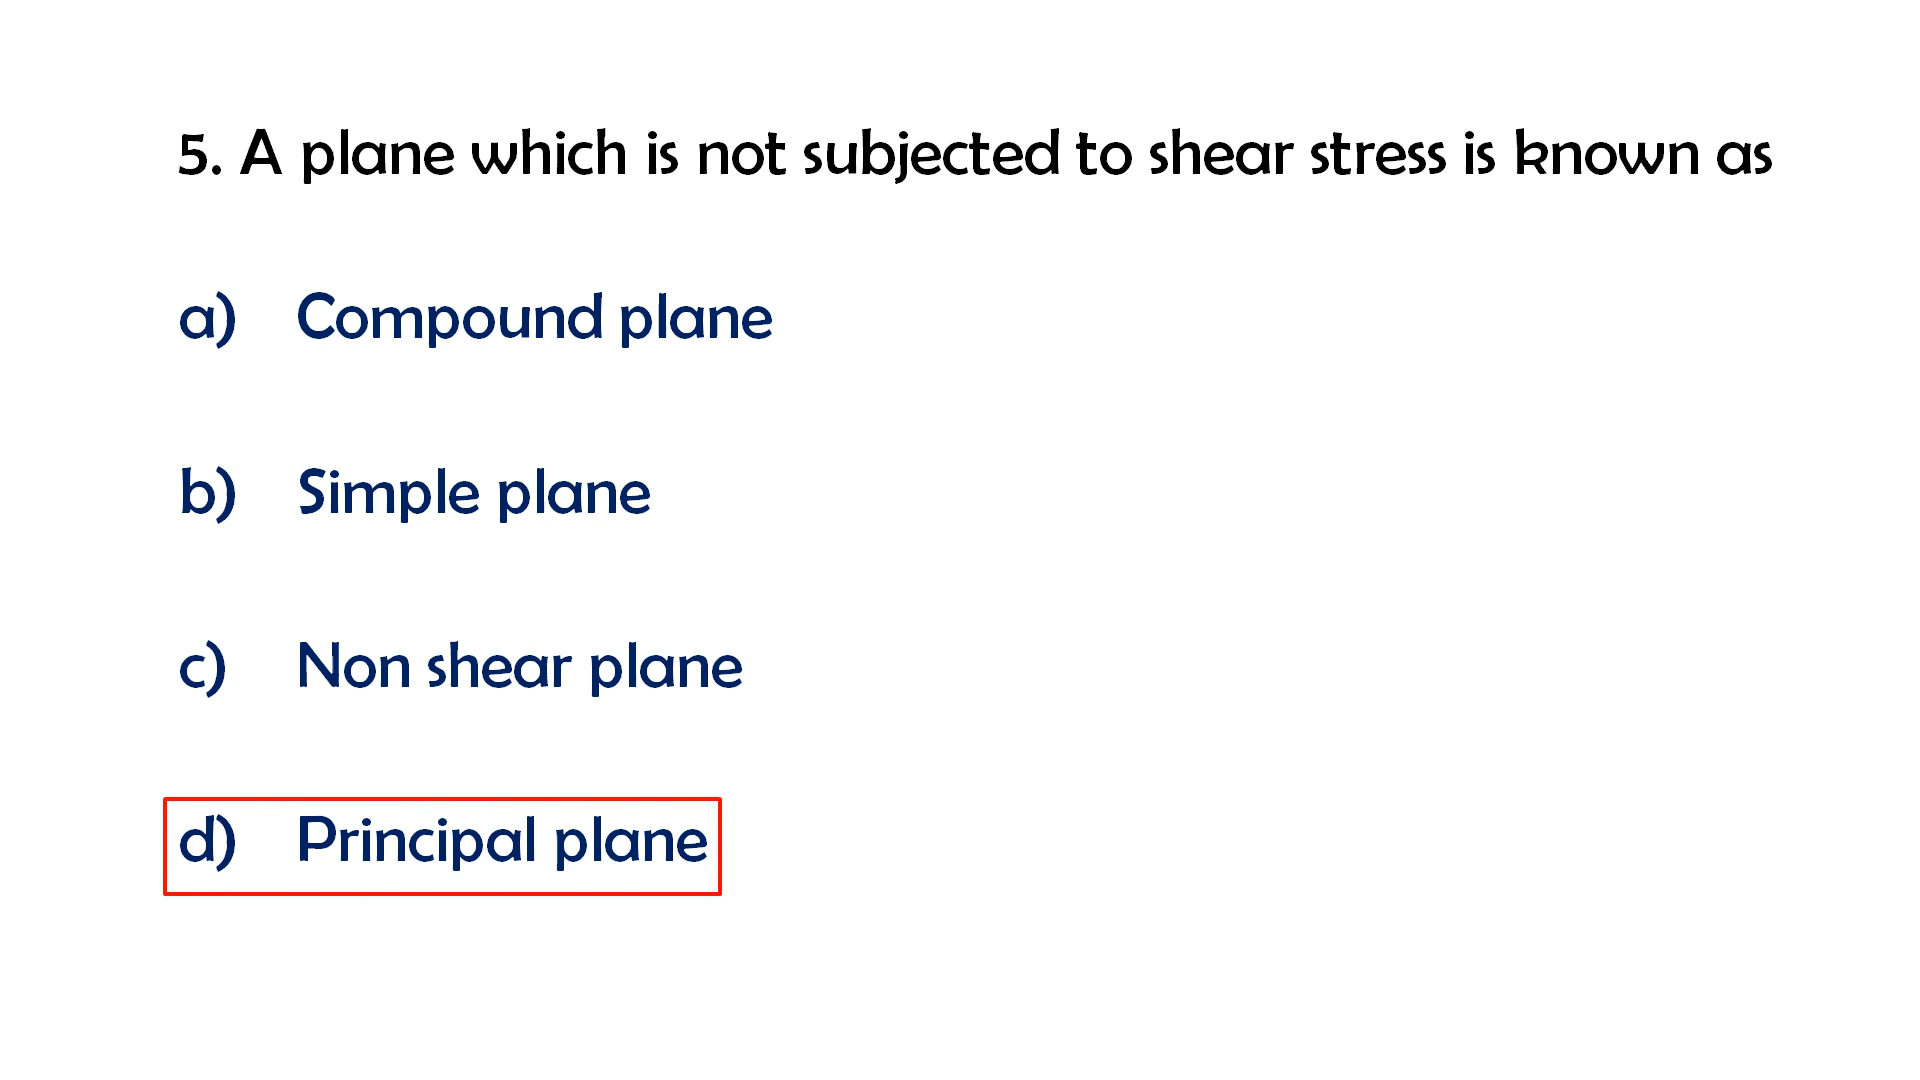 5. A plane which is not subjected to shear stress is known as
a) Compound plane
b) Simple plane
c) Non shear plane
d) Principal plane